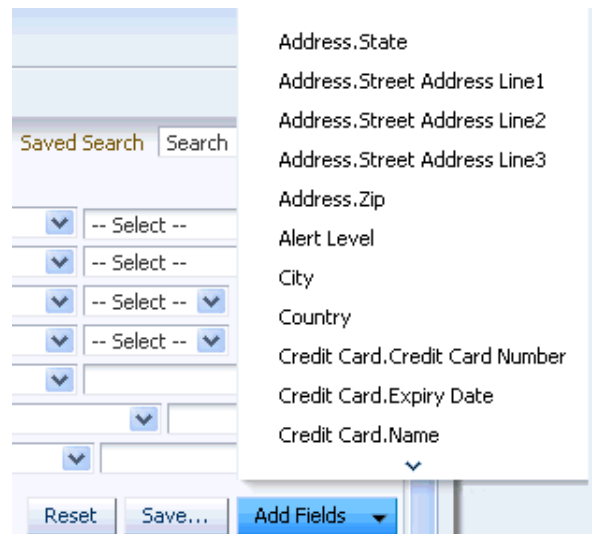 Address.State
Address.Street Address Line1
Address.Street Address Line2
Address.Street Address Line3
Address.Zip
Alert Level
City
Country
Credit Card.Credit Card Number
Credit Card.Expiry Date
Credit Card.Name
Saved Search Search
-- Select --
-- Select --
-- Select --
-- Select --
Reset Save... Add Fields